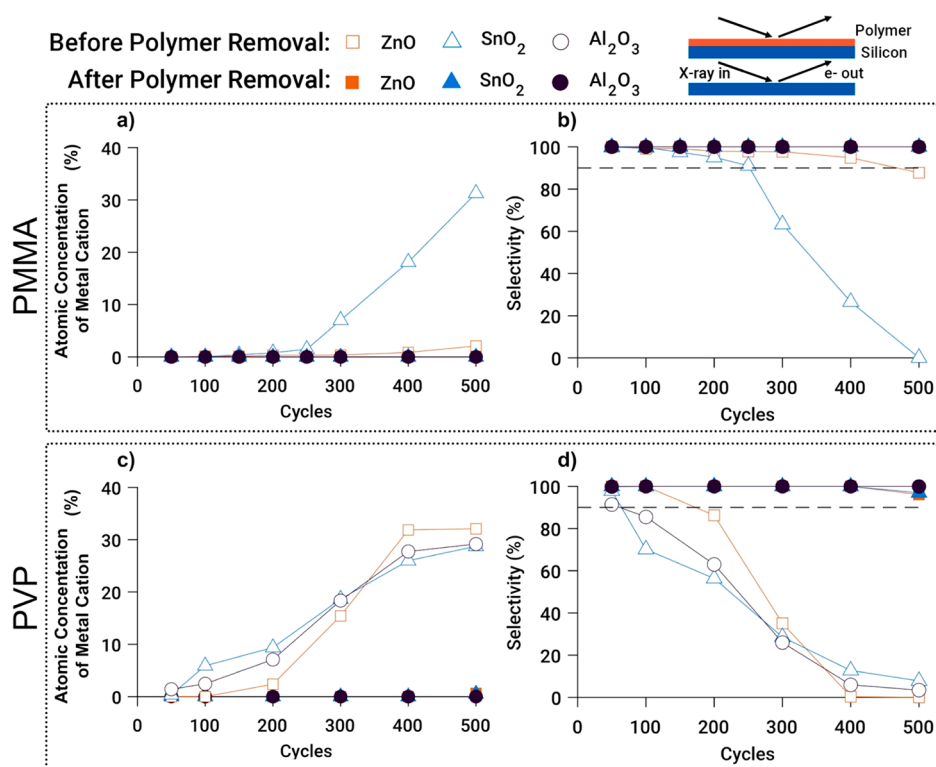 Before Polymer Removal: ZnO SnO2 Al2O3
After Polymer Removal: ZnO SnO2 Al2O3
Polymer
Silicon
X-ray in e- out
PMMA
a)
Atomic Concentration (%)
of Metal Cation
40
30
20
10
0
0 100 200 300 400 500
Cycles
b)
Selectivity (%)
100
80
60
40
20
0
0 100 200 300 400 500
Cycles
PVP
c)
Atomic Concentration (%)
of Metal Cation
40
30
20
10
0
0 100 200 300 400 500
Cycles
d)
Selectivity (%)
100
80
60
40
20
0
0 100 200 300 400 500
Cycles